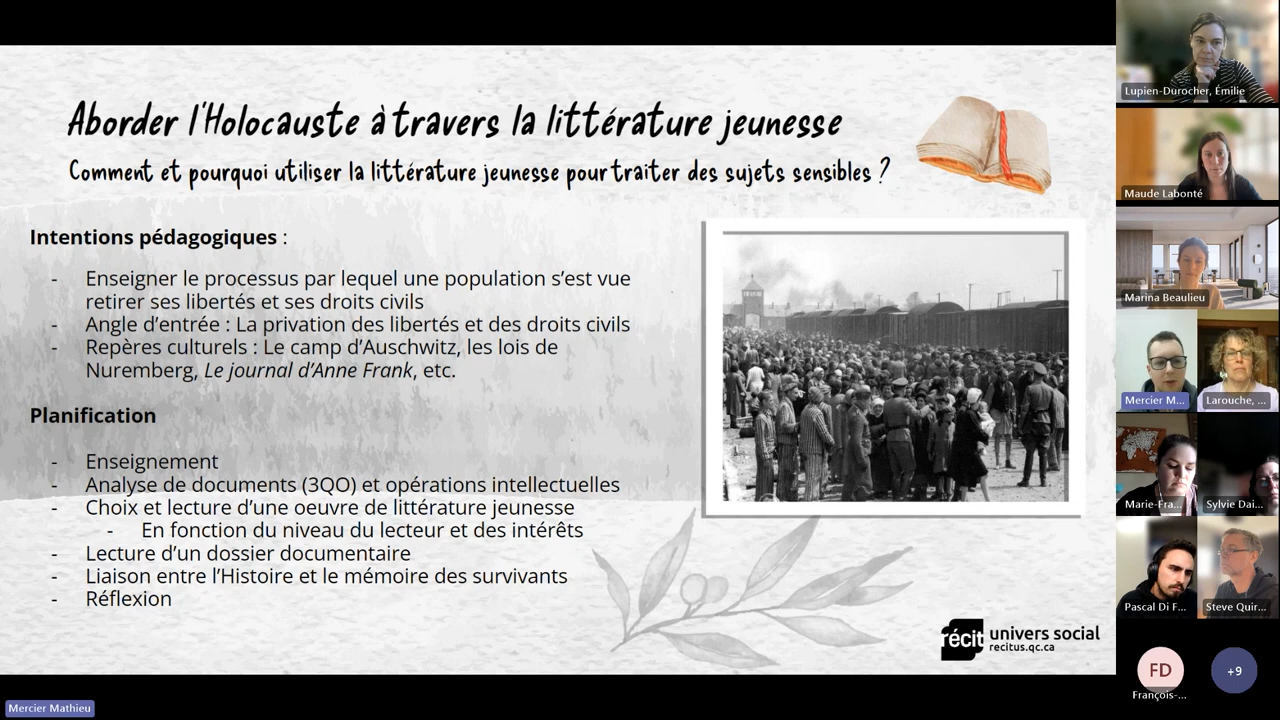 Aborder l'Holocauste à travers la littérature jeunesse
Comment et pourquoi utiliser la littérature jeunesse pour traiter des sujets sensibles ?
Intentions pédagogiques :
- Enseigner le processus par lequel une population s'est vue
retirer ses libertés et ses droits civils
- Angle d'entrée : La privation des libertés et des droits civils
- Repères culturels : Le camp d'Auschwitz, les lois de
Nuremberg, Le journal d'Anne Frank, etc.
Planification
- Enseignement
- Analyse de documents (3QO) et opérations intellectuelles
- Choix et lecture d'une oeuvre de littérature jeunesse
- En fonction du niveau du lecteur et des intérêts
- Lecture d'un dossier documentaire
- Liaison entre l'Histoire et le mémoire des survivants
- Réflexion
récit univers social
recitus.qc.ca
Mercier Mathieu
Lupien-Durocher, Émilie
Maude Labonté
Marina Beaulieu
Mercier M...
Larouche, ...
Marie-Fra...
Sylvie Dai...
Pascal Di F...
Steve Quir...
FD
François-...
+9